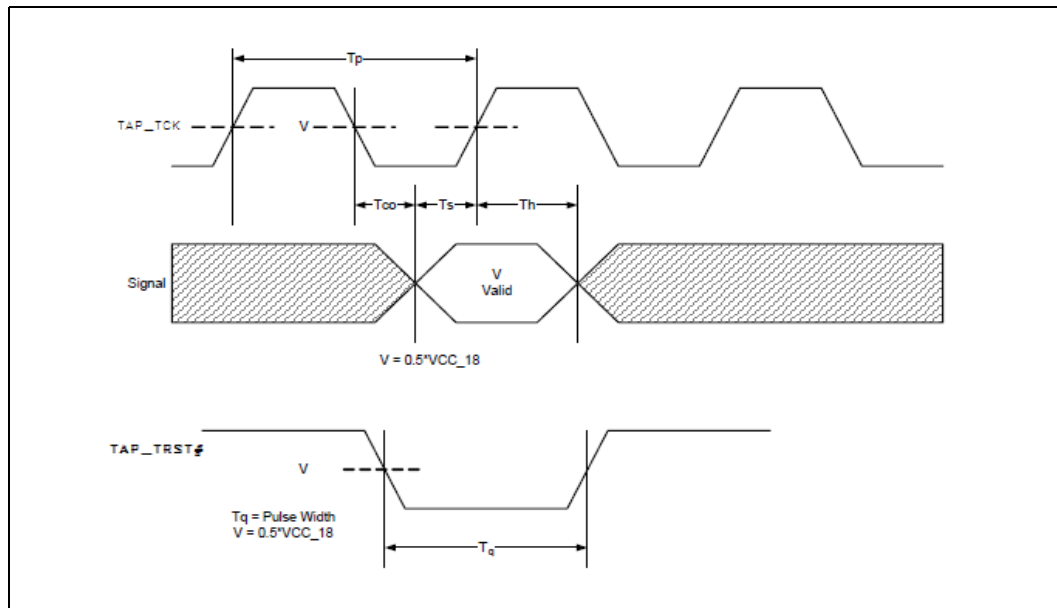 Tp
TAP_TCK
V
Tco
Ts
Th
Signal
V
Valid
V = 0.5*VCC_18
TAP_TRST#
V
Tq = Pulse Width
V = 0.5*VCC_18
Tq